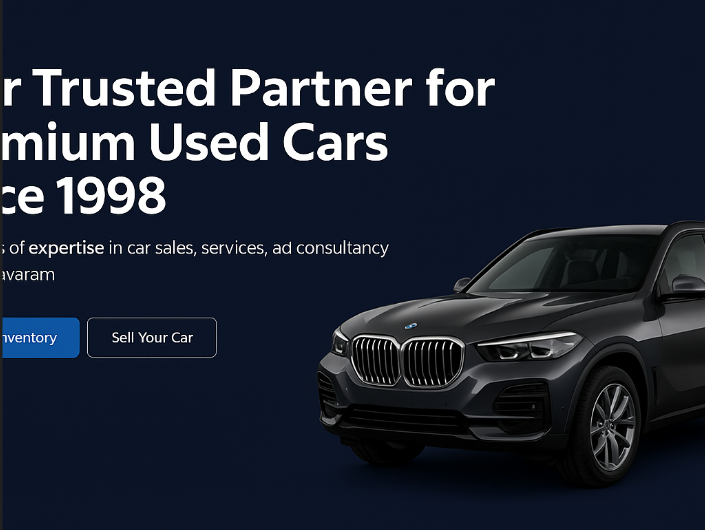 r Trusted Partner for
mium Used Cars
ce 1998
s of expertise in car sales, services, ad consultancy
avaram
nventory
Sell Your Car